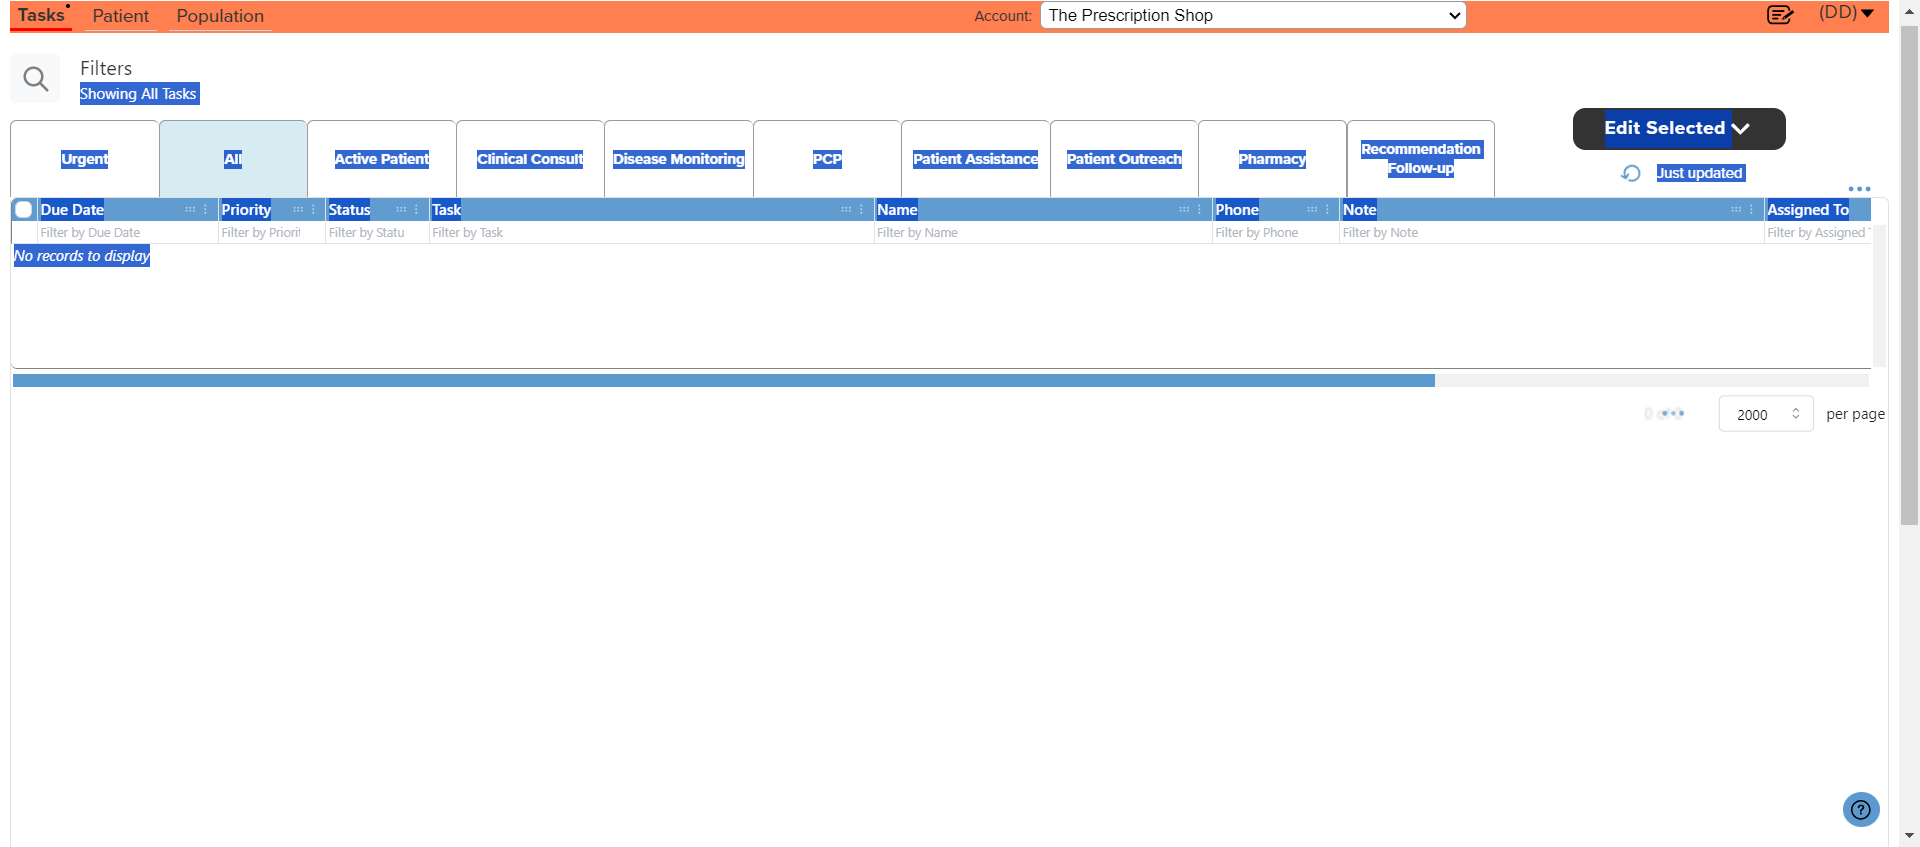 Tasks Patient Population Account: The Prescription Shop (DD)
Filters
Showing All Tasks
Edit Selected
Urgent All Active Patient Clinical Consult Disease Monitoring PCP Patient Assistance Patient Outreach Pharmacy Recommendation
Follow-up
Just updated
Due Date Priority Status Task Name Phone Note Assigned To
Filter by Due Date Filter by Priorit Filter by Statu Filter by Task Filter by Name Filter by Phone Filter by Note Filter by Assigned
No records to display
2000 per page